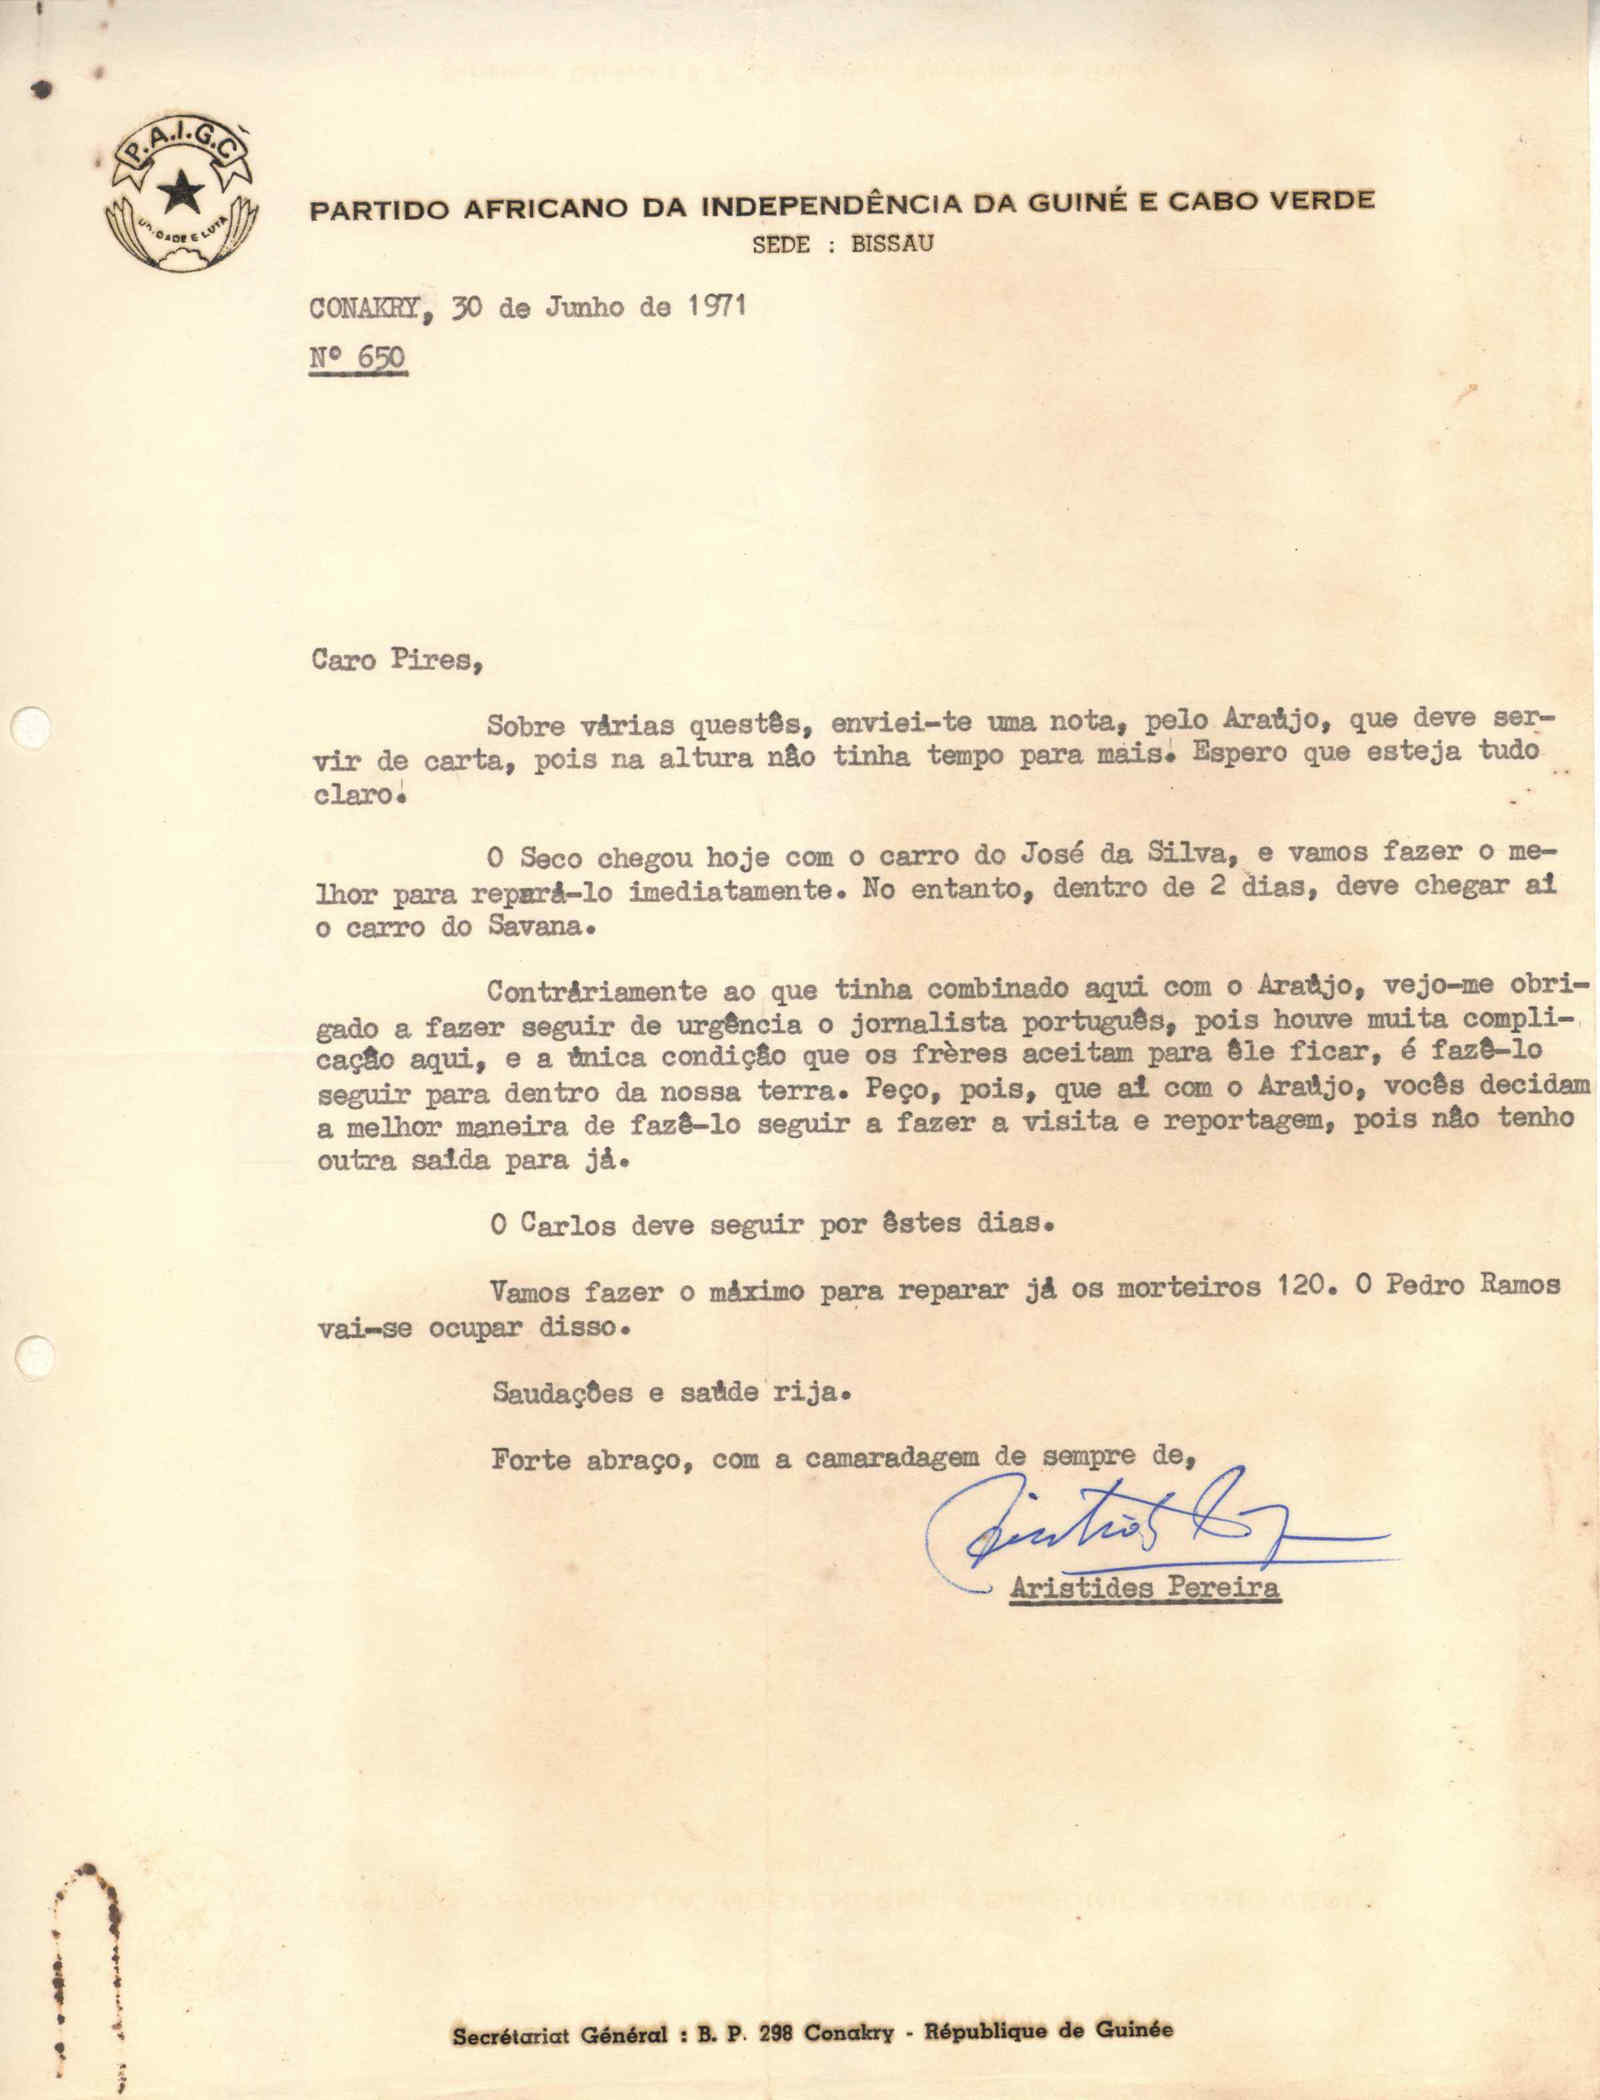 P.A.I.G.C
UNIDADE E LUTA
PARTIDO AFRICANO DA INDEPENDÊNCIA DA GUINÉ E CABO VERDE
SEDE : BISSAU
CONAKRY, 30 de Junho de 1971
Nº 650
Caro Pires,
Sobre várias questês, enviei-te uma nota, pelo Araújo, que deve ser-
vir de carta, pois na altura nâo tinha tempo para mais. Espero que esteja tudo
claro.
O Seco chegou hoje com o carro do José da Silva, e vamos fazer o me-
lhor para repará-lo imediatamente. No entanto, dentro de 2 dias, deve chegar aí
o carro do Savana.
Contráriamente ao que tinha combinado aqui com o Araújo, vejo-me obri-
gado a fazer seguir de urgência o jornalista português, pois houve muita compli-
caçâo aqui, e a única condiçâo que os frères aceitam para êle ficar, é fazê-lo
seguir para dentro da nossa terra. Peço, pois, que aí com o Araújo, vocês decidam
a melhor maneira de fazê-lo seguir a fazer a visita e reportagem, pois nâo tenho
outra saída para já.
O Carlos deve seguir por êstes dias.
Vamos fazer o máximo para reparar já os morteiros 120. O Pedro Ramos
vai-se ocupar disso.
Saudaçôes e saúde rija.
Forte abraço, com a camaradagem de sempre de,
Aristides Pereira
Secrétariat Général : B. P. 298 Conakry - République de Guinée